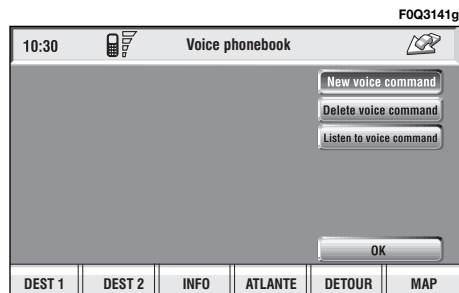 F0Q3141g
10:30 Voice phonebook
New voice command
Delete voice command
Listen to voice command
OK
DEST 1 DEST 2 INFO ATLANTE DETOUR MAP